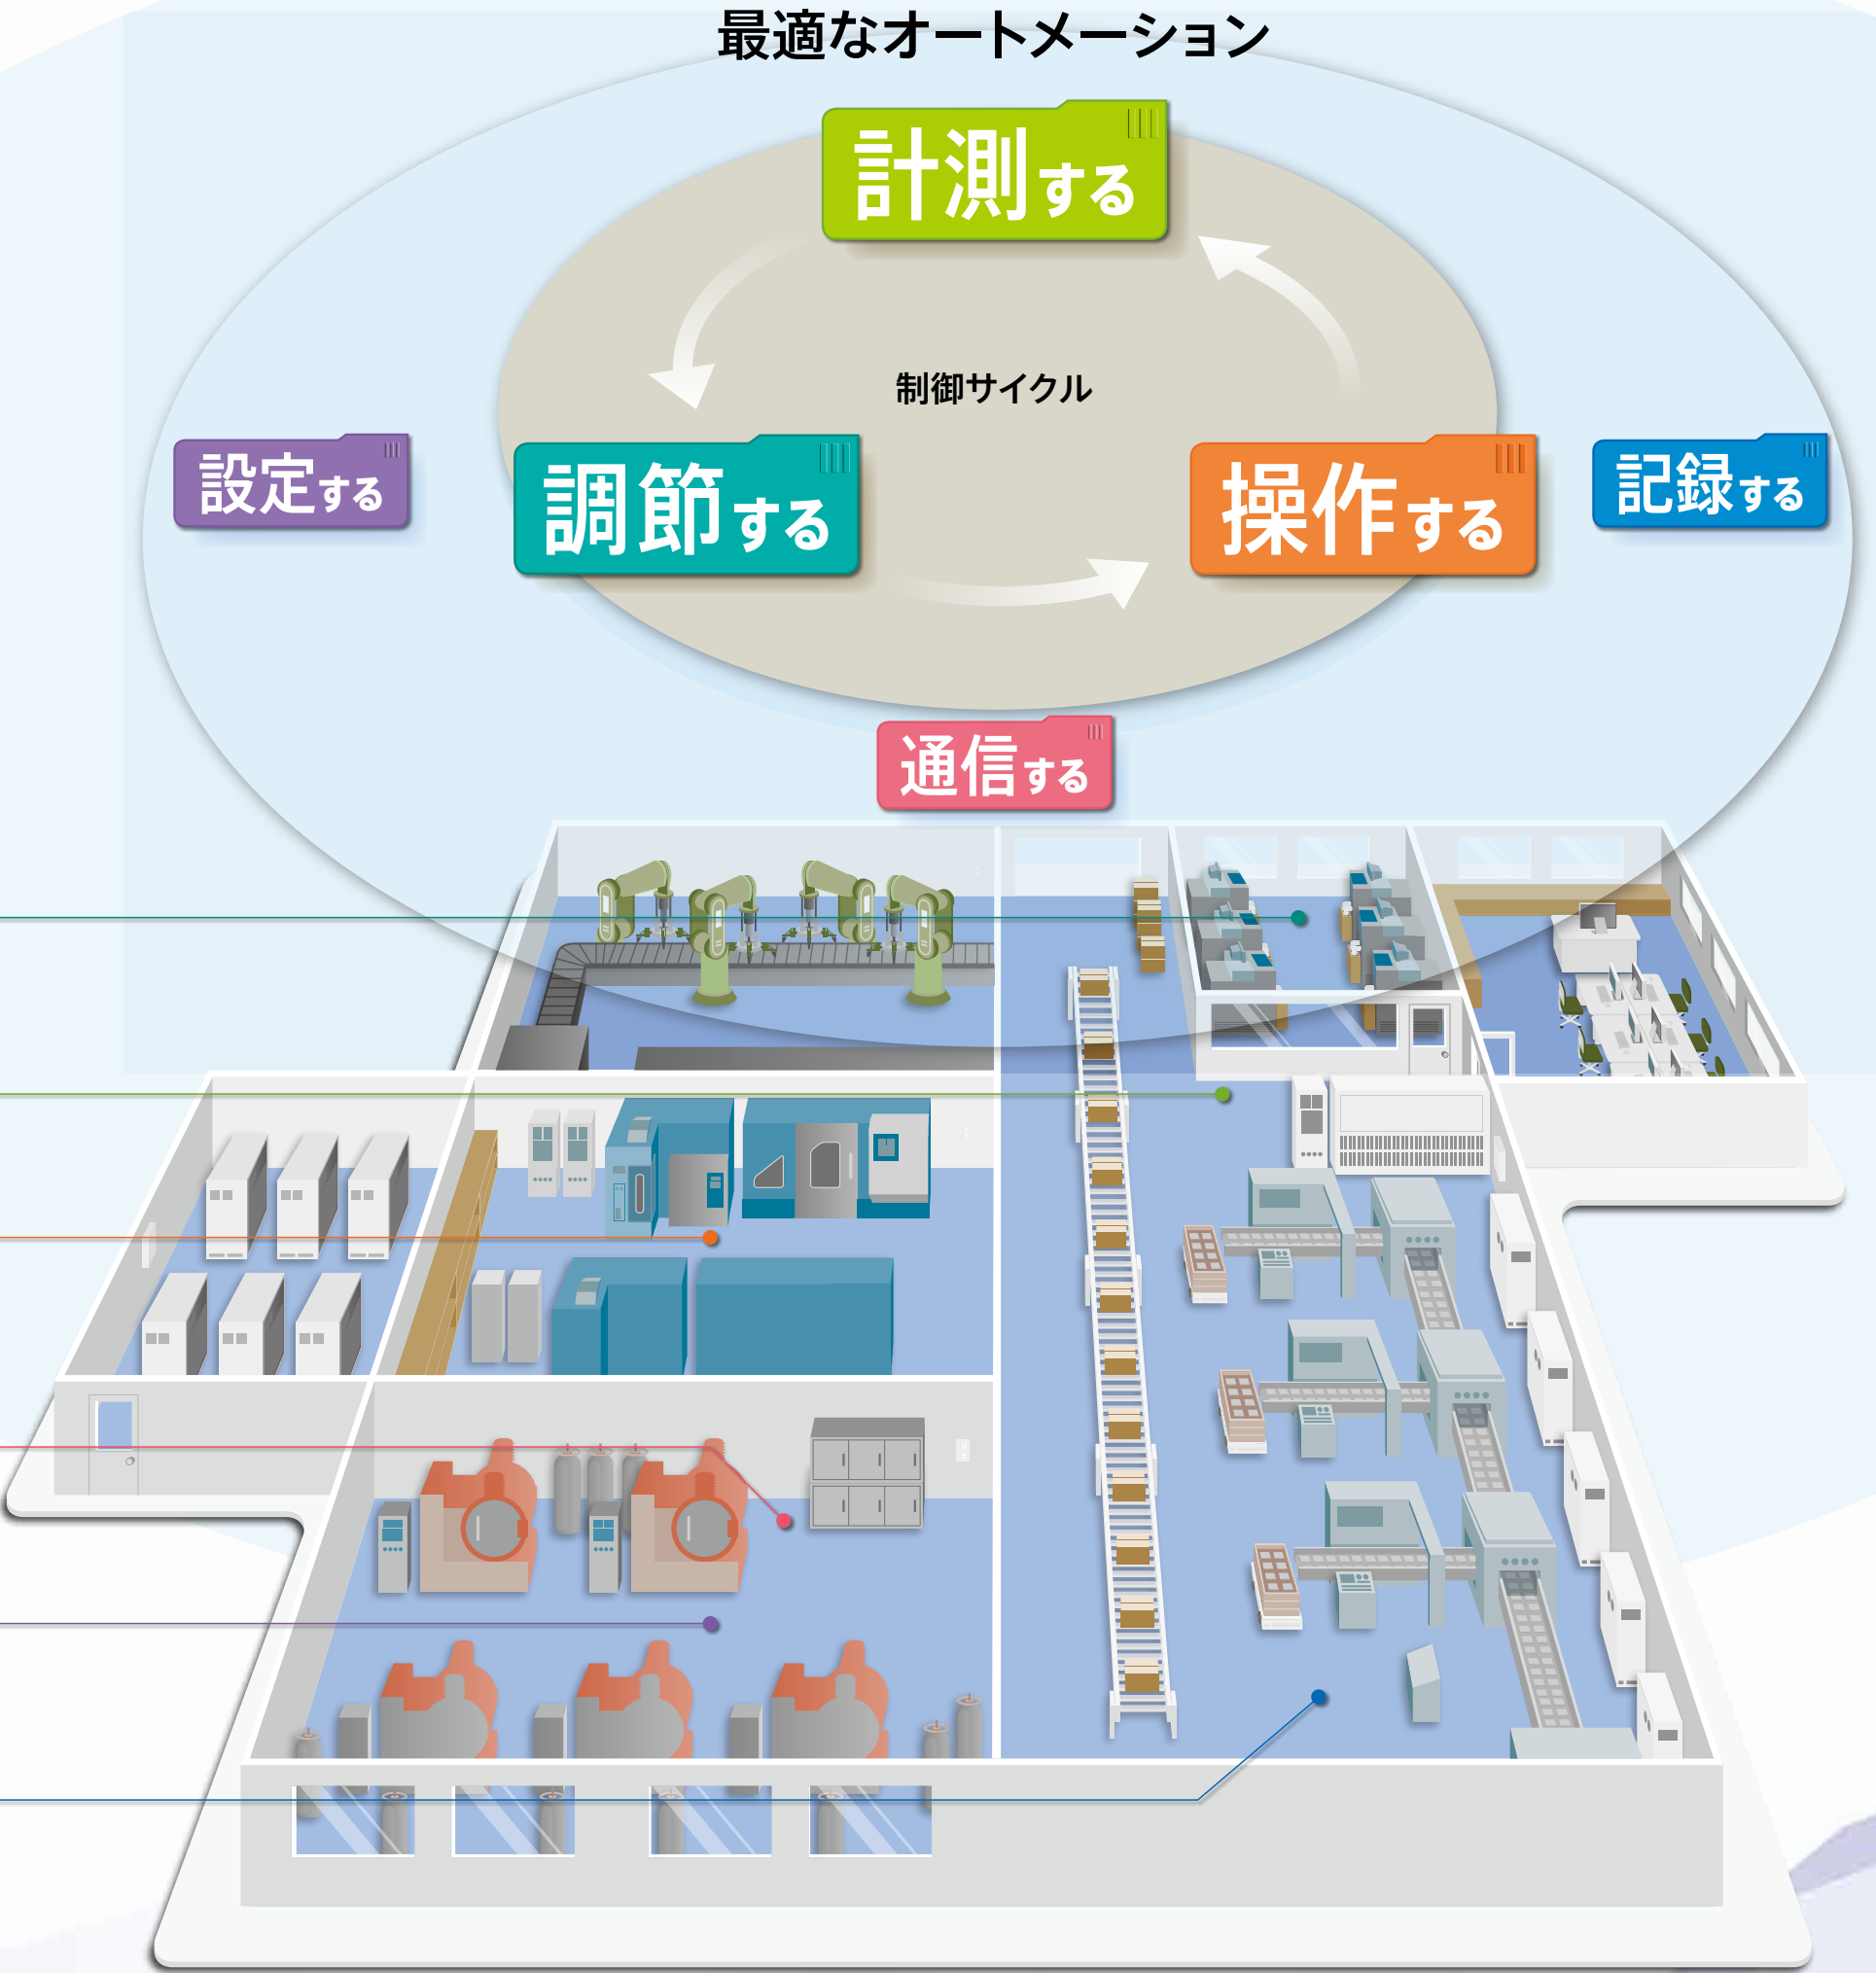 最適なオートメーション
計測する
制御サイクル
設定する
調節する
操作する
記録する
通信する